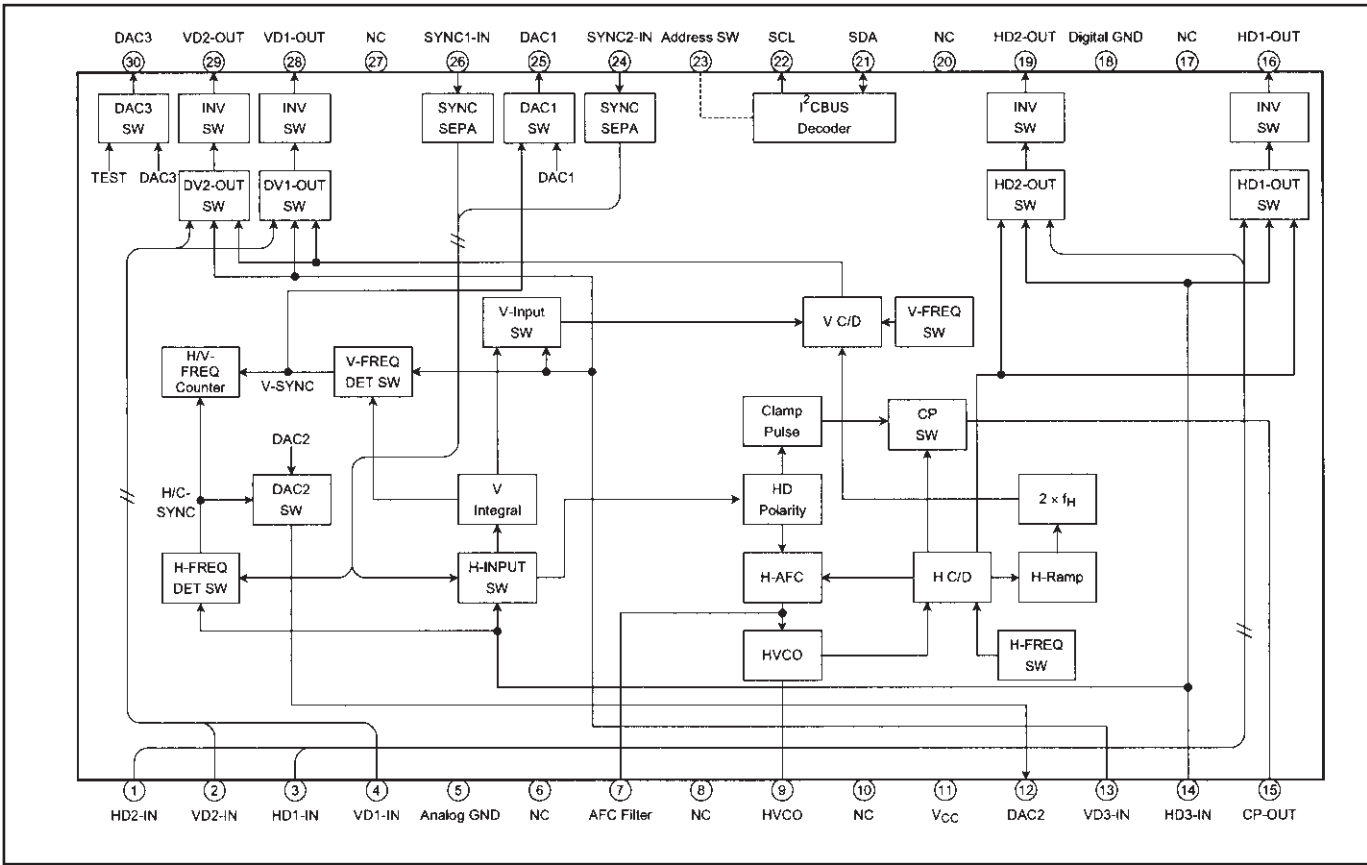 DAC3 VD2-OUT VD1-OUT NC SYNC1-IN DAC1 SYNC2-IN Address SW SCL SDA NC HD2-OUT Digital GND NC HD1-OUT
30 29 28 27 26 25 24 23 22 21 20 19 18 17 16
DAC3
SW
INV
SW
INV
SW
SYNC
SEPA
DAC1
SW
SYNC
SEPA
I2CBUS
Decoder
INV
SW
INV
SW
TEST
DAC3
DAC1
DV2-OUT
SW
DV1-OUT
SW
HD2-OUT
SW
HD1-OUT
SW
V-Input
SW
V C/D
V-FREQ
SW
H/V-
FREQ
Counter
V-SYNC
V-FREQ
DET SW
Clamp
Pulse
CP
SW
DAC2
H/C-
SYNC
DAC2
SW
V
Integral
HD
Polarity
2 × fH
H-FREQ
DET SW
H-INPUT
SW
H-AFC
H C/D
H-Ramp
HVCO
H-FREQ
SW
1 2 3 4 5 6 7 8 9 10 11 12 13 14 15
HD2-IN VD2-IN HD1-IN VD1-IN Analog GND NC AFC Filter NC HVCO NC VCC DAC2 VD3-IN HD3-IN CP-OUT